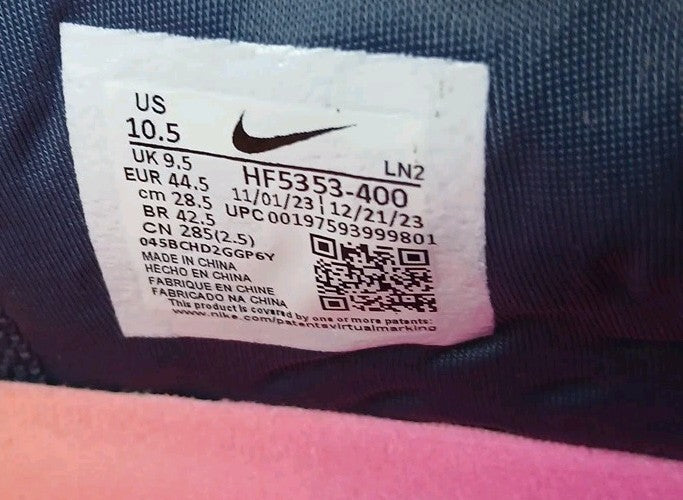 US
10.5
UK 9.5
EUR 44.5
cm 28.5
BR 42.5
CN 285(2.5)
045BCHD2GGP6Y
MADE IN CHINA
HECHO EN CHINA
FABRIQUE EN CHINE
FABRICADO NA CHINA
LN2
HF5353-400
11/01/23 | 12/21/23
UPC 00197593999801
This product is covered by one or more patents:
www.nike.com/patentsvirtualmarking